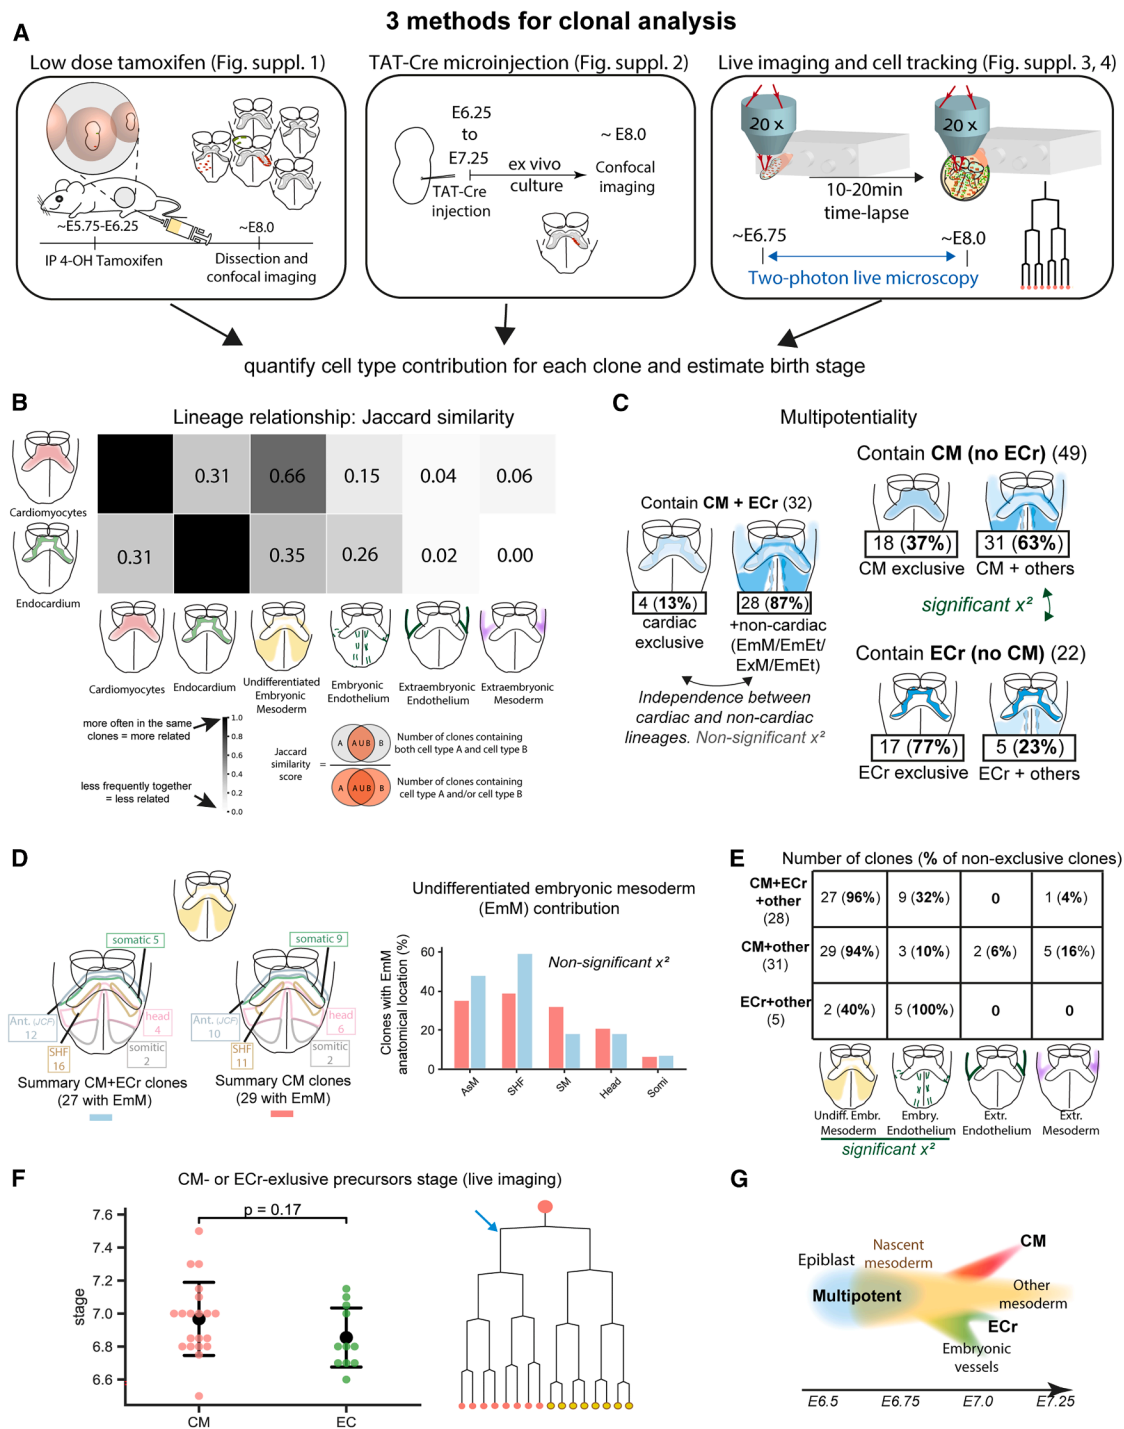 3 methods for clonal analysis
A
Low dose tamoxifen (Fig. suppl. 1)
~E5.75-E6.25
IP 4-OH Tamoxifen
~E8.0
Dissection and
confocal imaging
TAT-Cre microinjection (Fig. suppl. 2)
E6.25
to
E7.25
TAT-Cre
injection
ex vivo
culture
~ E8.0
Confocal
imaging
Live imaging and cell tracking (Fig. suppl. 3, 4)
20 x
20 x
10-20min
time-lapse
~E6.75
~E8.0
Two-photon live microscopy
quantify cell type contribution for each clone and estimate birth stage
B
Lineage relationship: Jaccard similarity
Cardiomyocytes
0.31
0.66
0.15
0.04
0.06
Endocardium
0.31
0.35
0.26
0.02
0.00
Cardiomyocytes
Endocardium
Undifferentiated
Embryonic
Mesoderm
Embryonic
Endothelium
Extraembryonic
Endothelium
Extraembryonic
Mesoderm
more often in the same
clones = more related
less frequently together
= less related
1.0
0.8
0.6
0.4
0.2
0.0
Jaccard
similarity
score
=
A
A U B
B
Number of clones containing
both cell type A and cell type B
A
A U B
B
Number of clones containing
cell type A and/or cell type B
C
Multipotentiality
Contain CM + ECr (32)
4 (13%)
cardiac
exclusive
28 (87%)
+non-cardiac
(EmM/EmEt/
ExM/EmEt)
Independence between
cardiac and non-cardiac
lineages. Non-significant x²
Contain CM (no ECr) (49)
18 (37%)
CM exclusive
31 (63%)
CM + others
significant x²
Contain ECr (no CM) (22)
17 (77%)
ECr exclusive
5 (23%)
ECr + others
D
somatic 5
Ant. (JCF)
12
SHF
16
head
4
somitic
2
Summary CM+ECr clones
(27 with EmM)
somatic 9
Ant. (JCF)
10
SHF
11
head
6
somitic
2
Summary CM clones
(29 with EmM)
Undifferentiated embryonic mesoderm
(EmM) contribution
Clones with EmM
anatomical location (%)
60
40
20
0
Non-significant x²
AsM
SHF
SM
Head
Somi
E
Number of clones (% of non-exclusive clones)
CM+ECr
+other
(28)
27 (96%)
9 (32%)
0
1 (4%)
CM+other
(31)
29 (94%)
3 (10%)
2 (6%)
5 (16%)
ECr+other
(5)
2 (40%)
5 (100%)
0
0
Undiff. Embr.
Mesoderm
Embry.
Endothelium
Extr.
Endothelium
Extr.
Mesoderm
significant x²
F
CM- or ECr-exlusive precursors stage (live imaging)
p = 0.17
stage
7.6
7.4
7.2
7.0
6.8
6.6
CM
EC
G
Epiblast
Nascent
mesoderm
CM
Multipotent
Other
mesoderm
ECr
Embryonic
vessels
E6.5
E6.75
E7.0
E7.25